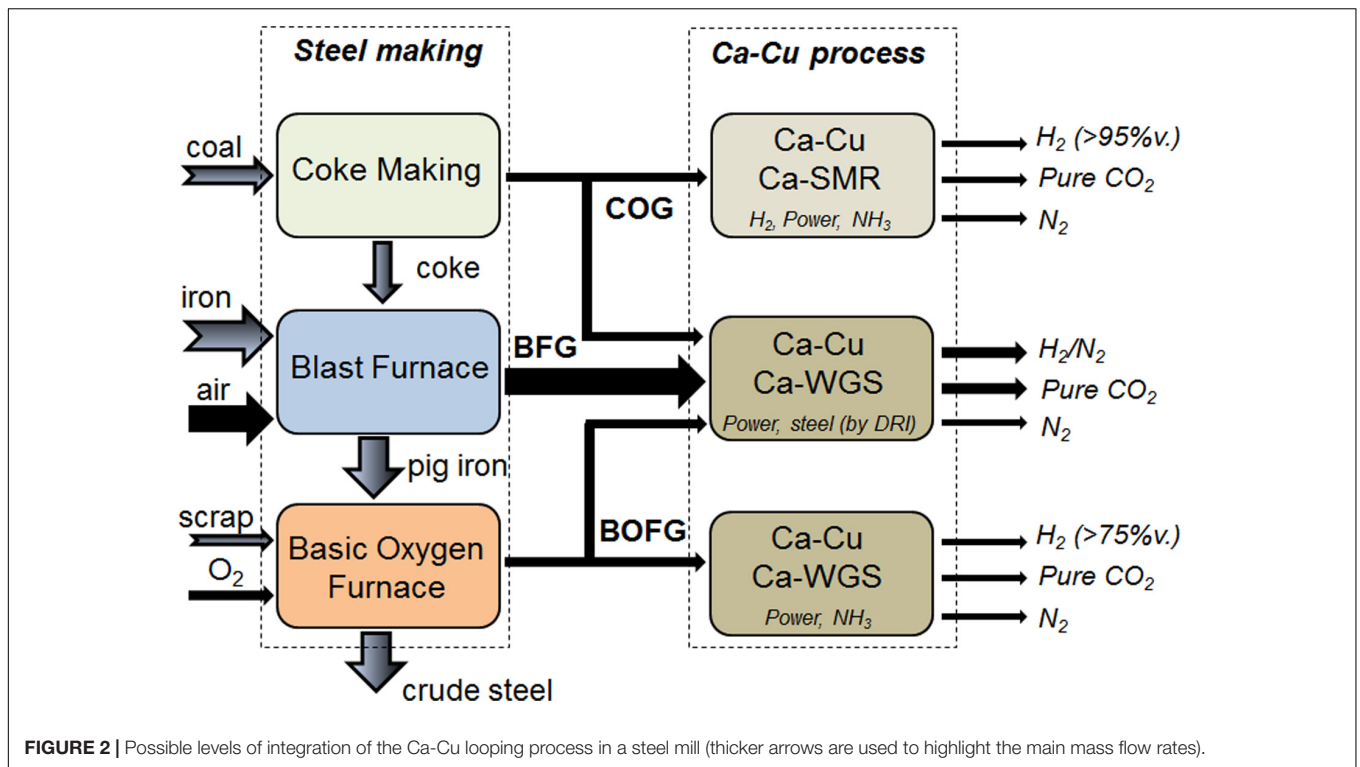 Steel making
Ca-Cu process
coal
Coke Making
COG
Ca-Cu
Ca-SMR
H₂, Power, NH₃
H₂ (>95%v.)
Pure CO₂
N₂
coke
iron
air
Blast Furnace
BFG
Ca-Cu
Ca-WGS
Power, steel (by DRI)
H₂/N₂
Pure CO₂
N₂
pig iron
scrap
O₂
Basic Oxygen
Furnace
BOFG
Ca-Cu
Ca-WGS
Power, NH₃
H₂ (>75%v.)
Pure CO₂
N₂
crude steel
FIGURE 2 | Possible levels of integration of the Ca-Cu looping process in a steel mill (thicker arrows are used to highlight the main mass flow rates).